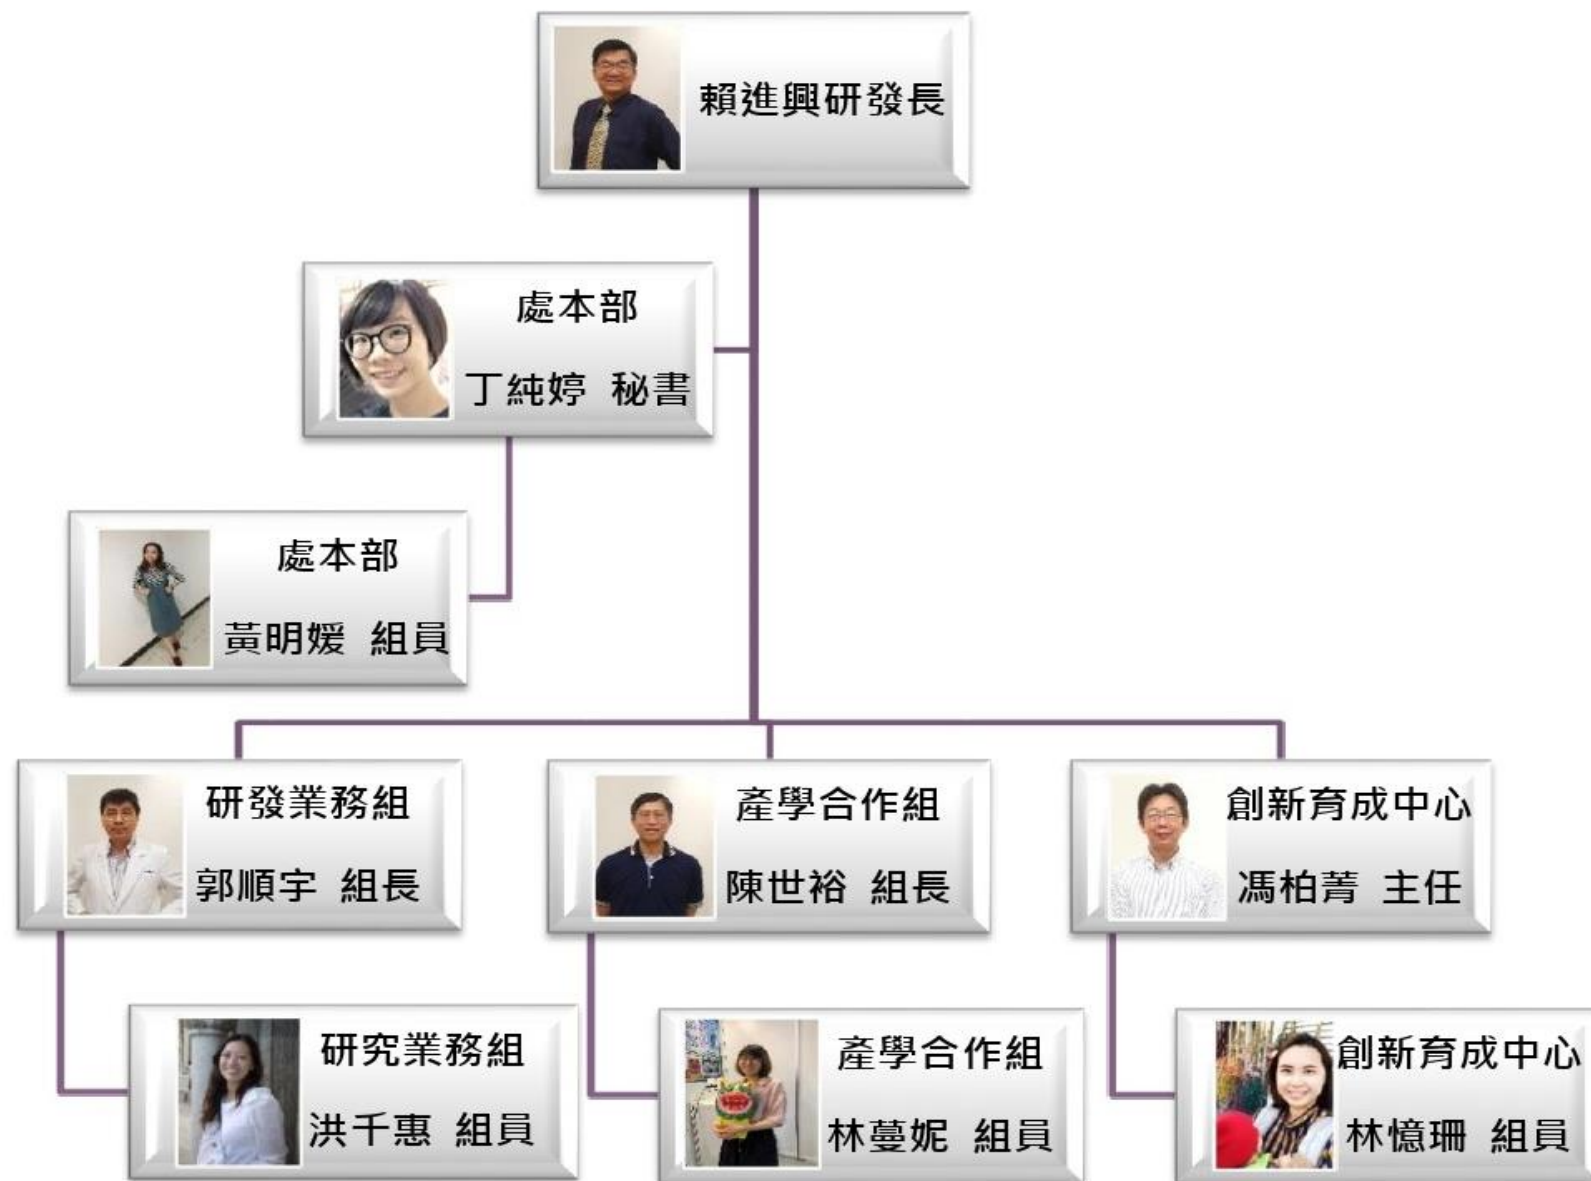 賴進興研發長
處本部
丁純婷 秘書
處本部
黃明媛 組員
研發業務組
郭順宇 組長
產學合作組
陳世裕 組長
創新育成中心
馮柏菁 主任
研究業務組
洪千惠 組員
產學合作組
林蔓妮 組員
創新育成中心
林憶珊 組員